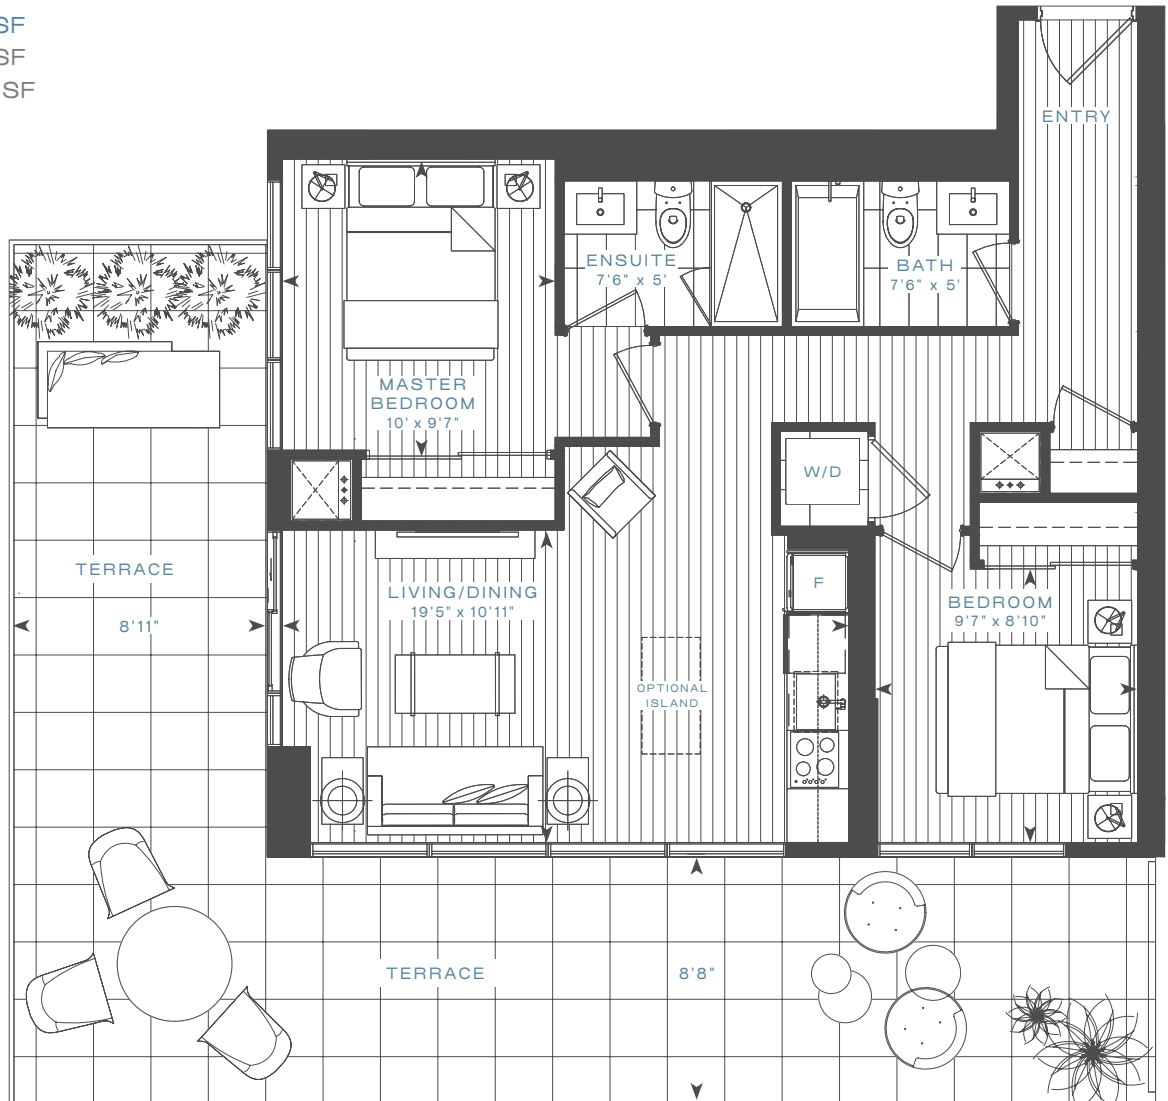 SF
SF
SF
ENTRY
ENSUITE
7'6" x 5'
BATH
7'6" x 5'
MASTER
BEDROOM
10' x 9'7"
W/D
TERRACE
8'11"
LIVING/DINING
19'5" x 10'11"
F
BEDROOM
9'7" x 8'10"
OPTIONAL
ISLAND
TERRACE
8'8"